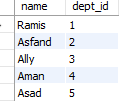 name dept_id
Ramis 1
Asfand 2
Ally 3
Aman 4
Asad 5